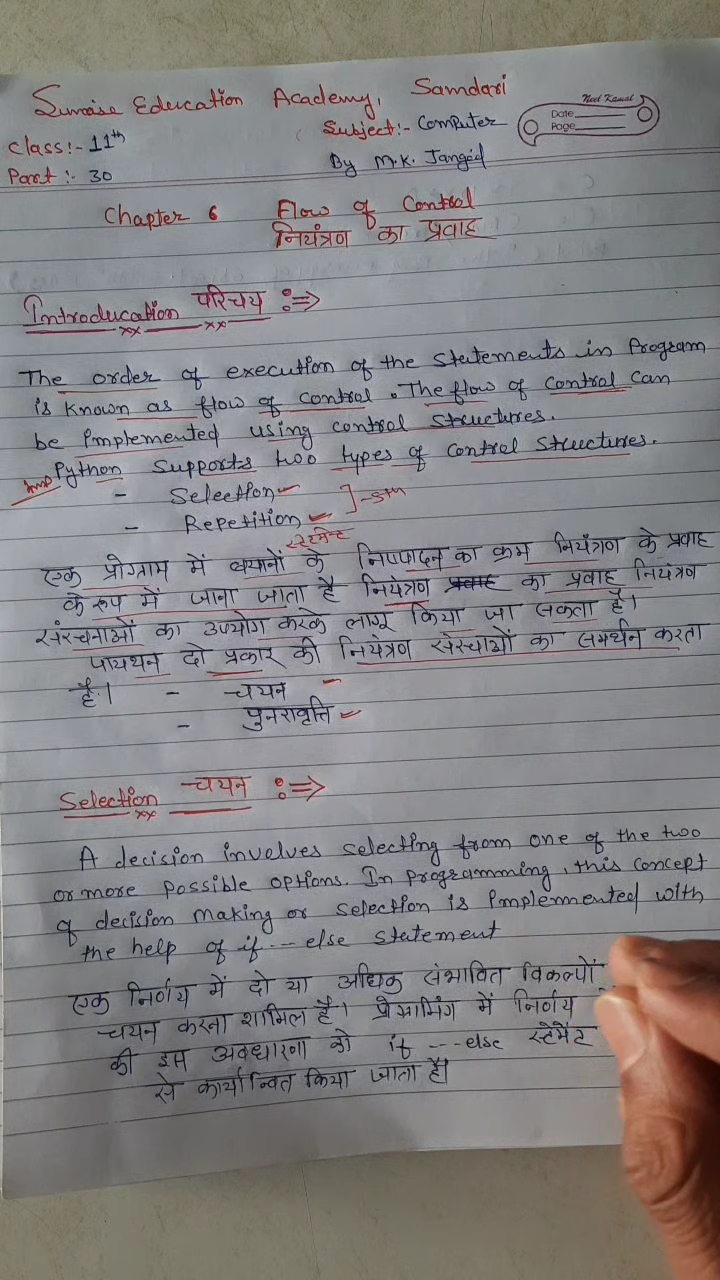 Sunrise Education Academy, Samdari
Class:- 11th
Subject:- Computer
Neel Kamal
Date
Page
Part :- 30
By M.K. Jangid
Chapter 6 Flow of Control
नियंत्रण का प्रवाह
Introducation परिचय :⇒
The order of execution of the statements in Program
is known as flow of control. The flow of control can
be Implemented using control structures.
Imp Python supports two types of control structures.
- Selection
- Repetition
स्टेटमेन्ट
एक प्रोग्राम में बयानों के निष्पादन का क्रम नियंत्रण के प्रवाह
के रूप में जाना जाता है नियंत्रण प्रवाह का प्रवाह नियंत्रण
संरचनाओं का उपयोग करके लागू किया जा सकता है।
पायथन दो प्रकार की नियंत्रण संरचाओं का समर्थन करता
है। - चयन
- पुनरावृत्ति
Selection चयन :⇒
A decision involves selecting from one of the two
or more possible options. In programming, this concept
of decision making or selection is Implemented with
the help of if --- else statement
एक निर्णय में दो या अधिक संभावित विकल्पों
चयन करना शामिल है। प्रोग्रामिंग में निर्णय
की इस अवधारणा को if --- else स्टेमेंट
से कार्यान्वित किया जाता है।